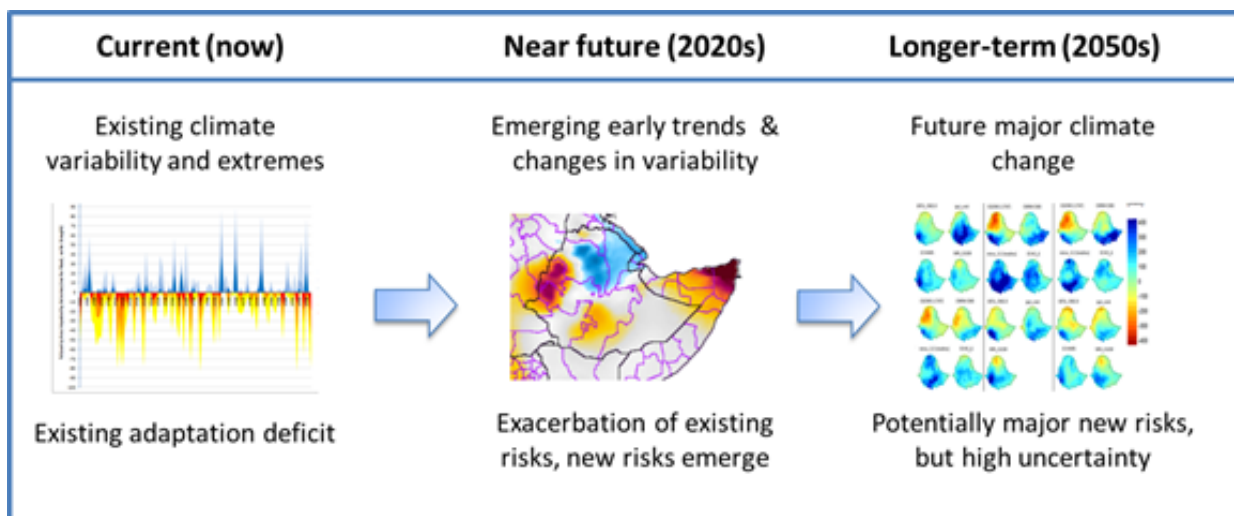 Current (now)
Near future (2020s)
Longer-term (2050s)
Existing climate
variability and extremes
Emerging early trends &
changes in variability
Future major climate
change
Existing adaptation deficit
Exacerbation of existing
risks, new risks emerge
Potentially major new risks,
but high uncertainty